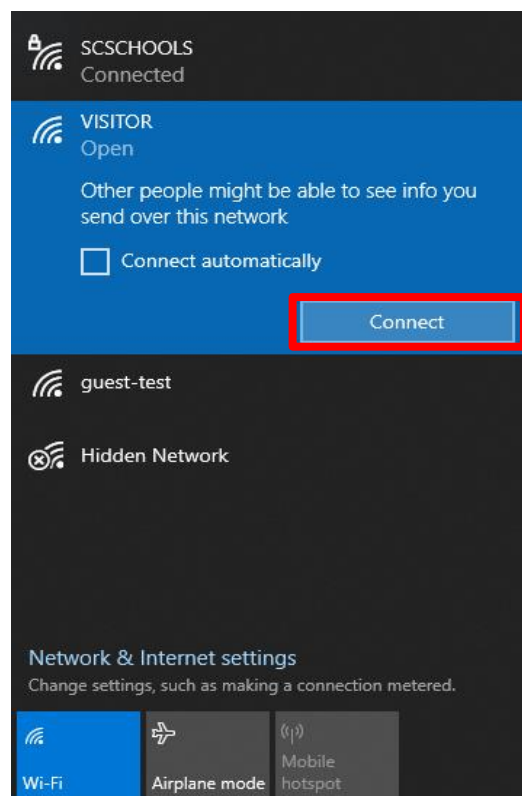 SCSCHOOLS
Connected
VISITOR
Open
Other people might be able to see info you
send over this network
Connect automatically
Connect
guest-test
Hidden Network
Network & Internet settings
Change settings, such as making a connection metered.
Wi-Fi
Airplane mode
Mobile
hotspot